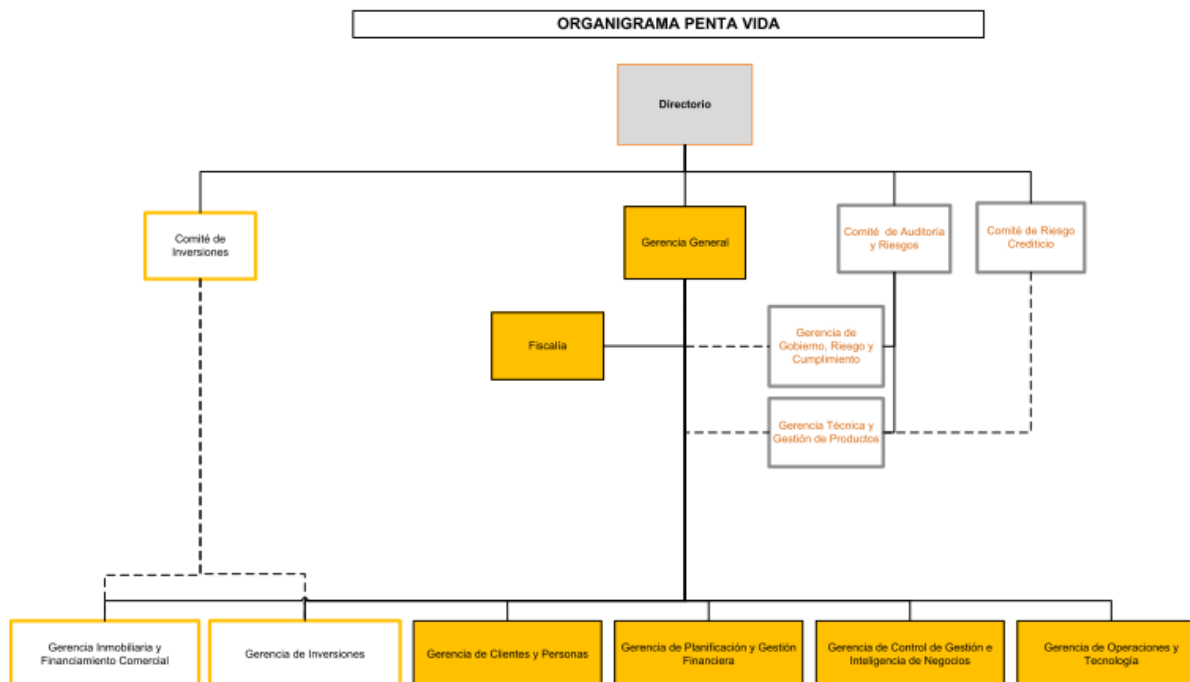 ORGANIGRAMA PENTA VIDA
Directorio
Comité de
Inversiones
Gerencia General
Comité de Auditoría
y Riesgos
Comité de Riesgo
Crediticio
Fiscalía
Gerencia de
Gobierno, Riesgo y
Cumplimiento
Gerencia Técnica y
Gestión de Productos
Gerencia Inmobiliaria y
Financiamiento Comercial
Gerencia de Inversiones
Gerencia de Clientes y Personas
Gerencia de Planificación y Gestión
Financiera
Gerencia de Control de Gestión e
Inteligencia de Negocios
Gerencia de Operaciones y
Tecnología